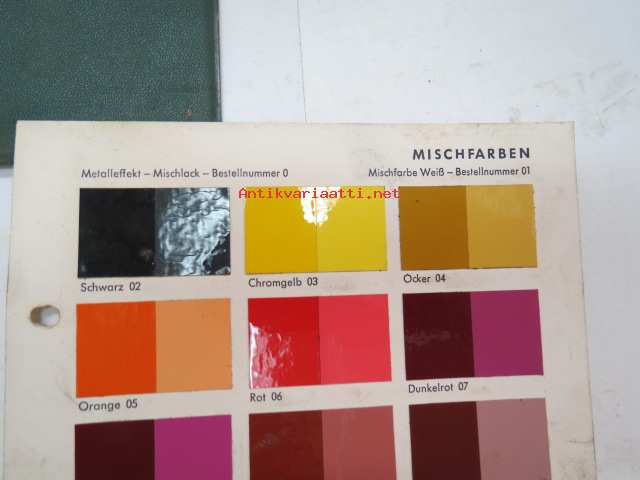 MISCHFARBEN
Metalleffekt – Mischlack – Bestellnummer 0
Mischfarbe Weiß – Bestellnummer 01
Antikvariaatti.net
Schwarz 02
Chromgelb 03
Ocker 04
Orange 05
Rot 06
Dunkelrot 07